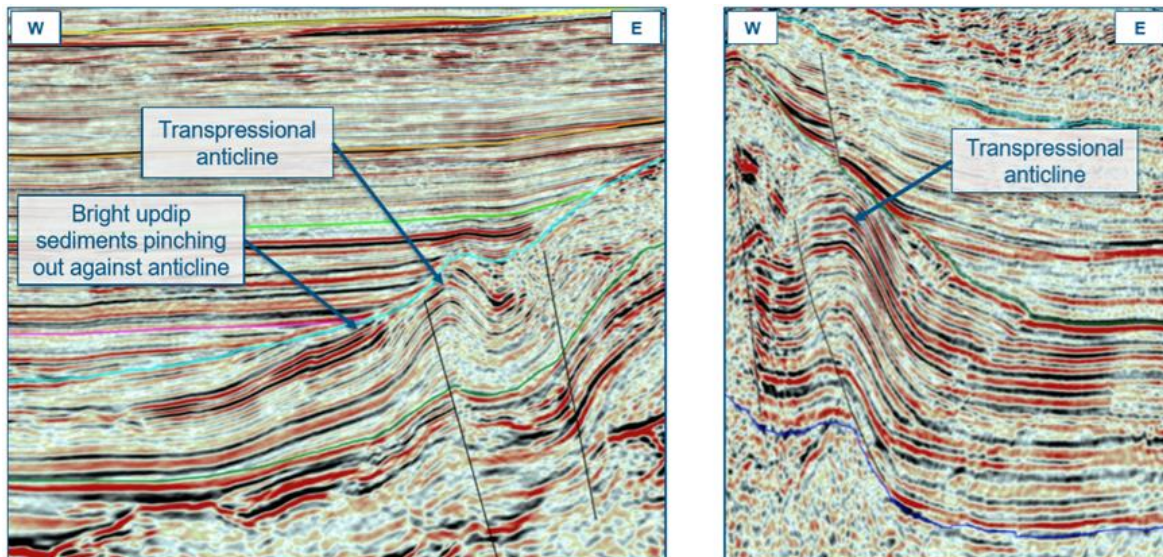 W
E
Transpressional
anticline
Bright updip
sediments pinching
out against anticline
W
E
Transpressional
anticline